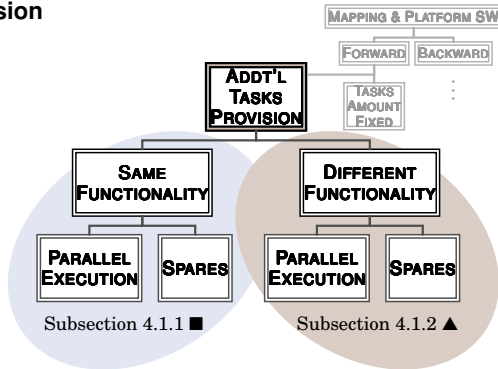 sion
MAPPING & PLATFORM SW
FORWARD BACKWARD
TASKS
AMOUNT
FIXED
ADDT'L
TASKS
PROVISION
SAME
FUNCTIONALITY
DIFFERENT
FUNCTIONALITY
PARALLEL
EXECUTION
SPARES
PARALLEL
EXECUTION
SPARES
Subsection 4.1.1 ■
Subsection 4.1.2 ▲